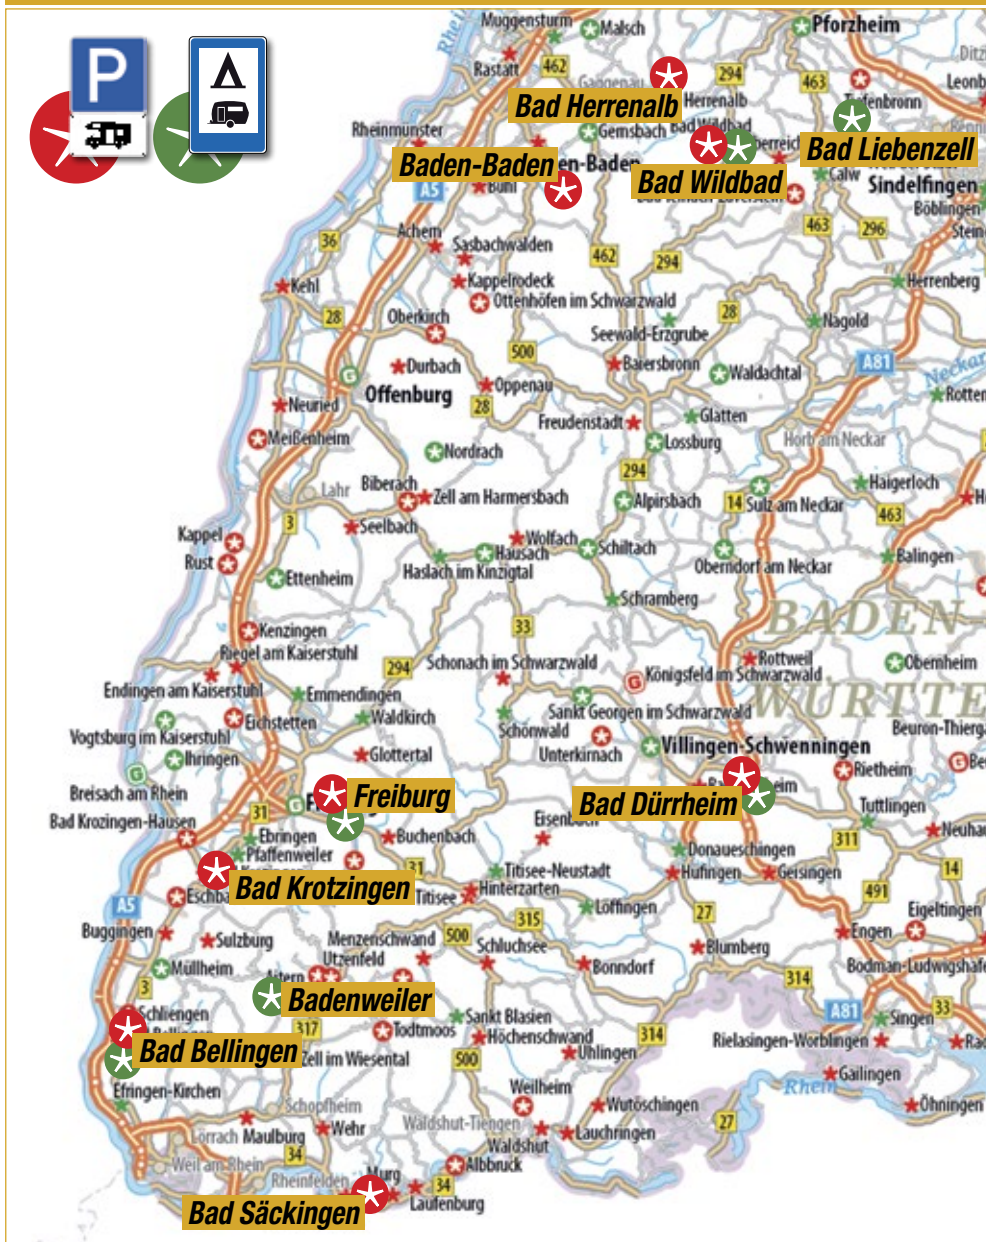 P
Rhein
Muggensturm
Malsch
Pforzheim
Rastatt
462
294
463
Bad Herrenalb
Herrenalb
Tiefenbronn
Rheinmünster
Gernsbach
Bad Wildbad
Baden-Baden
en-Baden
Bad Wildbad
Bad Liebenzell
Calw
Sindelfingen
Böblingen
A5
Bühl
Achern
Sasbachwalden
36
462
294
463
296
Kehl
Kappelrodeck
Ottenhöfen im Schwarzwald
Herrenberg
28
Oberkirch
Seewald-Erzgrube
28
Nagold
Durbach
500
Baiersbronn
Waldachtal
A81
Neckar
Offenburg
Oppenau
28
Neuried
Freudenstadt
Glatten
Meißenheim
Nordrach
Lossburg
Horb am Neckar
294
Lahr
Biberach
Zell am Harmersbach
Alpirsbach
14
Sulz am Neckar
Haigerloch
463
3
Seelbach
Kappel
Rust
Wolfach
Hausach
Schiltach
Haslach im Kinzigtal
Oberndorf am Neckar
Balingen
Ettenheim
Schramberg
BADEN-
33
Kenzingen
Riegel am Kaiserstuhl
294
Schonach im Schwarzwald
Rottweil
Königsfeld im Schwarzwald
Obernheim
Endingen am Kaiserstuhl
Emmendingen
WÜRTTE
Eichstetten
Waldkirch
Sankt Georgen im Schwarzwald
Vogtsburg im Kaiserstuhl
Schönwald
Unterkirnach
Villingen-Schwenningen
Ihringen
Glottertal
Rietheim
Breisach am Rhein
Freiburg
Bad Dürrheim
Tuttlingen
Bad Krozingen-Hausen
31
Ebringen
Buchenbach
Pfaffenweiler
311
Donaueschingen
Bad Krotzingen
31
Titisee-Neustadt
Hinterzarten
Titisee
Hüfingen
Geisingen
14
491
A5
Löffingen
27
Eigeltingen
Buggingen
Sulzburg
315
500
Menzenschwand
Utzenfeld
Schluchsee
Blumberg
Engen
Müllheim
Bonndorf
314
3
Badenweiler
A81
33
Schliengen
317
Todtmoos
Sankt Blasien
Höchenschwand
314
Singen
Bad Bellingen
Zell im Wiesental
500
Ühlingen
Rielasingen-Worblingen
Gailingen
Efringen-Kirchen
Weilheim
Rhein
Schopfheim
Wutöschingen
Öhningen
Lörrach
Maulburg
Wehr
Waldshut-Tiengen
Waldshut
Lauchringen
27
Weil am Rhein
34
Rheinfelden
Murg
Albbruck
34
Laufenburg
Bad Säckingen